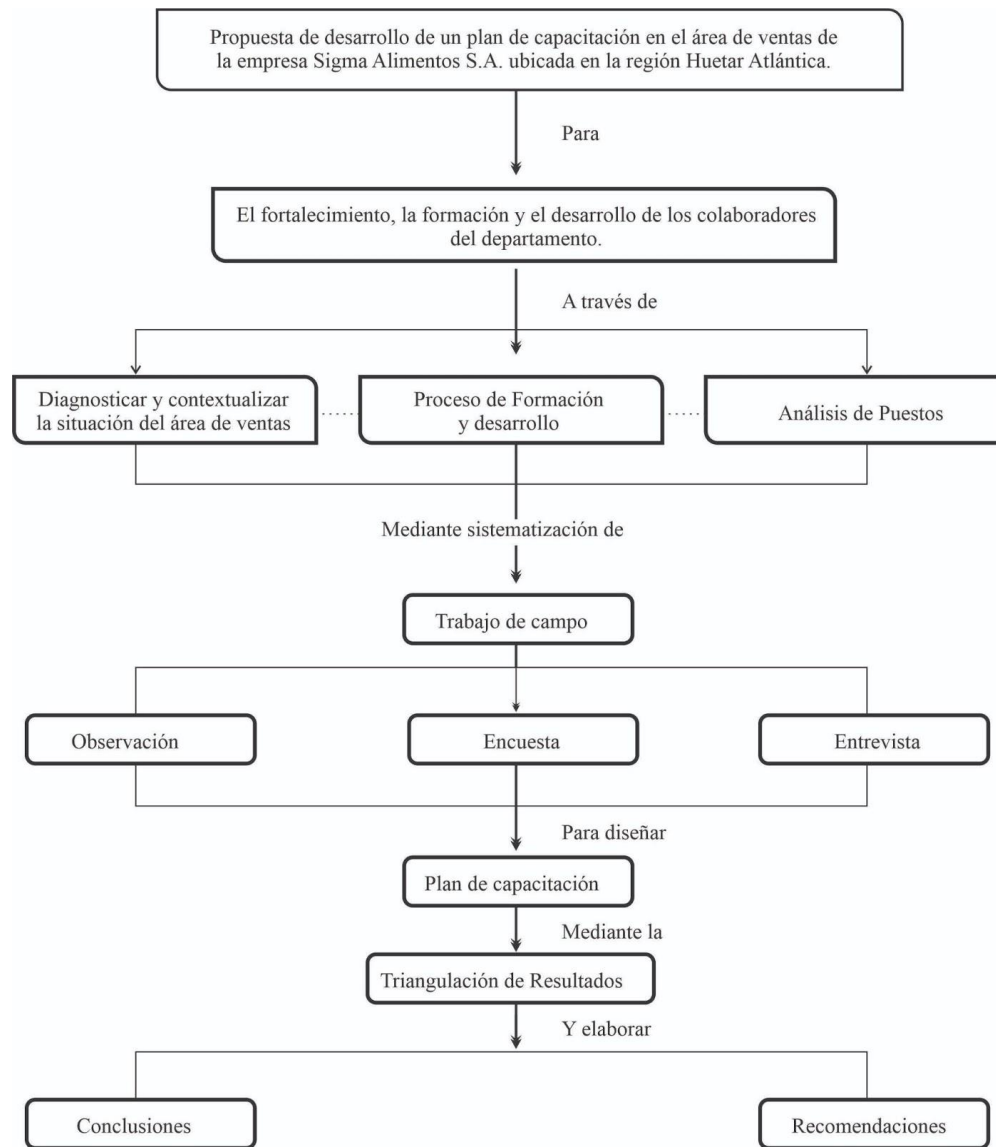 Propuesta de desarrollo de un plan de capacitación en el área de ventas de
la empresa Sigma Alimentos S.A. ubicada en la región Huetar Atlántica.
Para
El fortalecimiento, la formación y el desarrollo de los colaboradores
del departamento.
A través de
Diagnosticar y contextualizar
la situación del área de ventas
Proceso de Formación
y desarrollo
Análisis de Puestos
Mediante sistematización de
Trabajo de campo
Observación
Encuesta
Entrevista
Para diseñar
Plan de capacitación
Mediante la
Triangulación de Resultados
Y elaborar
Conclusiones
Recomendaciones